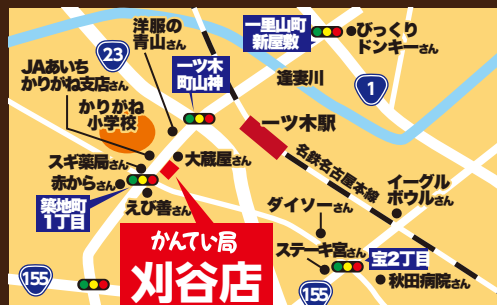 洋服の
青山さん
一里山町
新屋敷
びっくり
ドンキーさん
23
JAあいち
かりがね支店さん
一ツ木
町山神
逢妻川
1
かりがね
小学校
一ツ木駅
スギ薬局さん
大蔵屋さん
名鉄名古屋本線
赤からさん
イーグル
ボウルさん
築地町
1丁目
えび善さん
ダイソーさん
かんてい局
刈谷店
ステーキ宮さん
宝2丁目
155
155
秋田病院さん